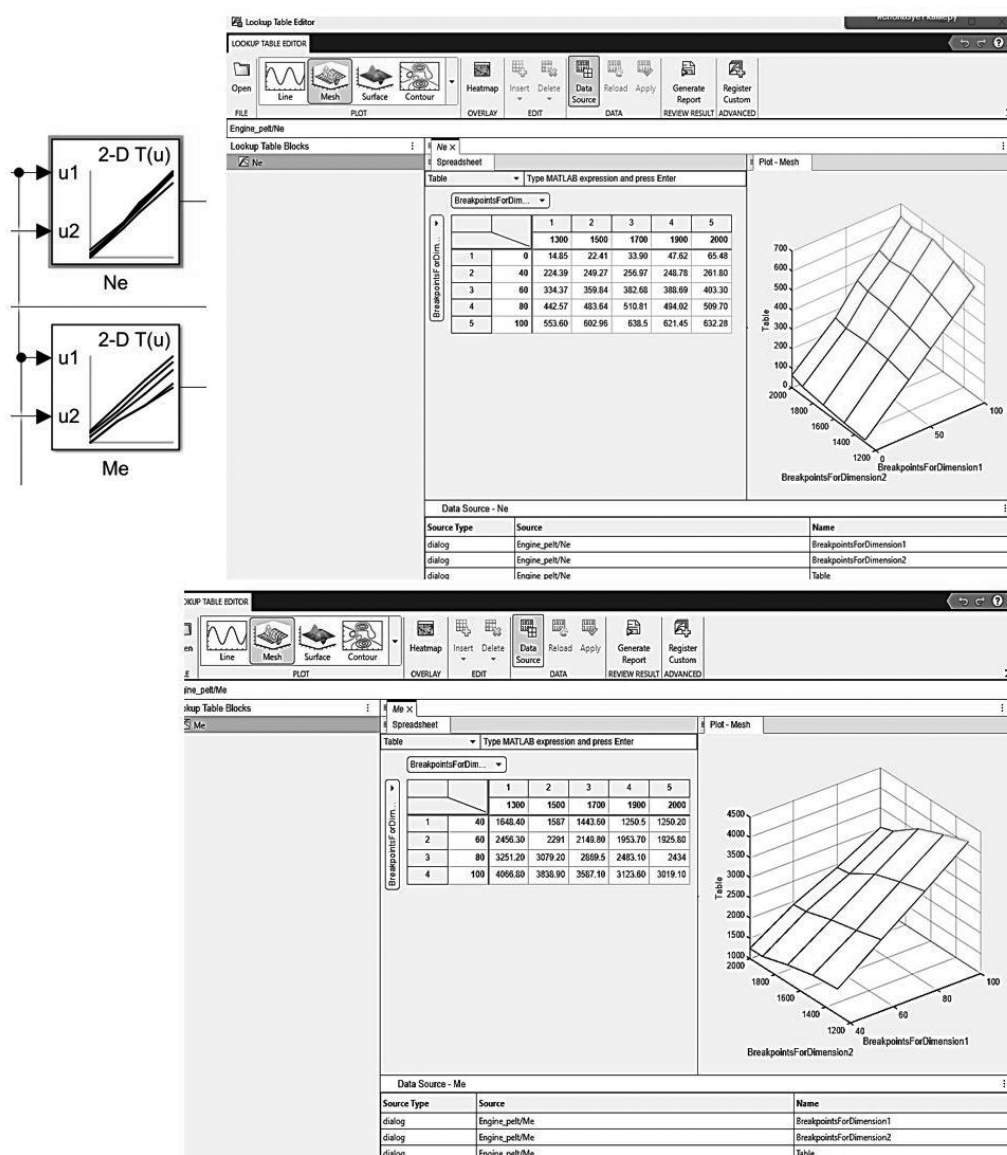 Lookup Table Editor
LOOKUP TABLE EDITOR
Open
Line
Mesh
Surface
Contour
Heatmap
Insert
Delete
Data Source
Reload
Apply
Generate Report
Register Custom
FILE
PLOT
OVERLAY
EDIT
DATA
REVIEW RESULT
ADVANCED
Engine_pelt/Ne
Lookup Table Blocks
Ne
Ne
Spreadsheet
Plot - Mesh
Table
Type MATLAB expression and press Enter
BreakpointsForDim...
BreakpointsForDim...
1 2 3 4 5
1300 1500 1700 1900 2000
1 0 14.85 22.41 33.90 47.62 65.48
2 40 224.39 249.27 256.97 248.78 261.80
3 60 334.37 359.84 382.68 388.69 403.30
4 80 442.57 483.64 510.81 494.02 509.70
5 100 553.60 602.96 638.5 621.45 632.28
Table
700
600
500
400
300
200
100
0
2000
1800
1600
1400
1200
0
50
100
BreakpointsForDimension1
BreakpointsForDimension2
Data Source - Ne
Source Type Source Name
dialog Engine_pelt/Ne BreakpointsForDimension1
dialog Engine_pelt/Ne BreakpointsForDimension2
dialog Engine_pelt/Ne Table
2-D T(u)
u1
u2
Ne
2-D T(u)
u1
u2
Me
OKUP TABLE EDITOR
en
Line
Mesh
Surface
Contour
Heatmap
Insert
Delete
Data Source
Reload
Apply
Generate Report
Register Custom
PLOT
OVERLAY
EDIT
DATA
REVIEW RESULT
ADVANCED
gine_pelt/Me
okup Table Blocks
Me
Me
Spreadsheet
Plot - Mesh
Table
Type MATLAB expression and press Enter
BreakpointsForDim...
BreakpointsForDim...
1 2 3 4 5
1300 1500 1700 1900 2000
1 40 1648.40 1587 1443.60 1250.5 1250.20
2 60 2456.30 2291 2149.80 1953.70 1925.80
3 80 3251.20 3079.20 2869.5 2483.10 2434
4 100 4066.80 3838.90 3587.10 3123.60 3019.10
Table
4500
4000
3500
3000
2500
2000
1500
1000
2000
1800
1600
1400
1200
40
60
80
100
BreakpointsForDimension1
BreakpointsForDimension2
Data Source - Me
Source Type Source Name
dialog Engine_pelt/Me BreakpointsForDimension1
dialog Engine_pelt/Me BreakpointsForDimension2
dialog Engine_pelt/Me Table